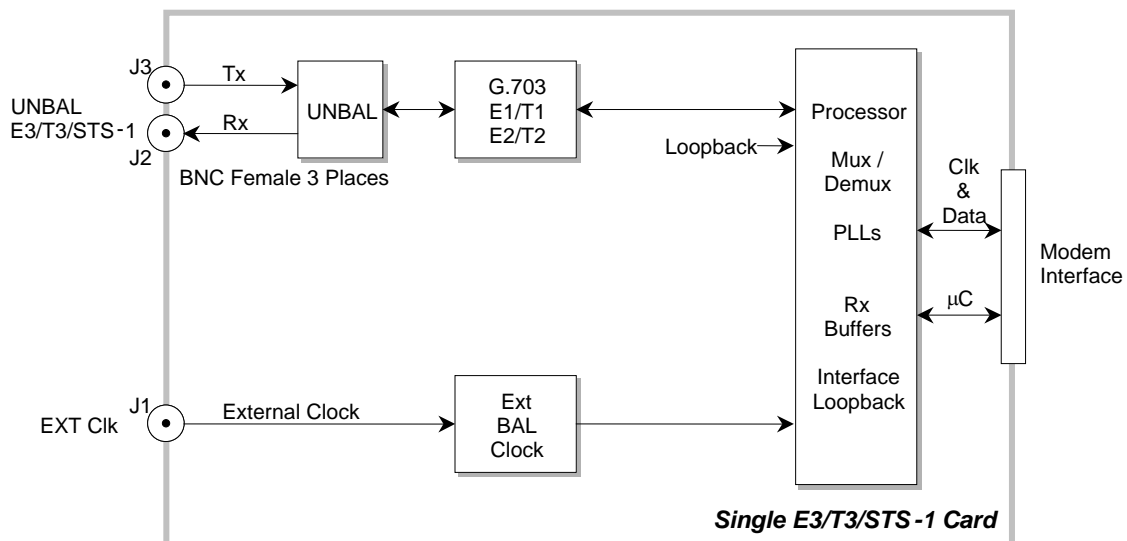 J3
Tx
UNBAL
E3/T3/STS-1
Rx
J2
UNBAL
BNC Female 3 Places
G.703
E1/T1
E2/T2
Loopback
Processor
Mux /
Demux
PLLs
Rx
Buffers
Interface
Loopback
Clk
&
Data
µC
Modem
Interface
J1
EXT Clk
External Clock
Ext
BAL
Clock
Single E3/T3/STS-1 Card